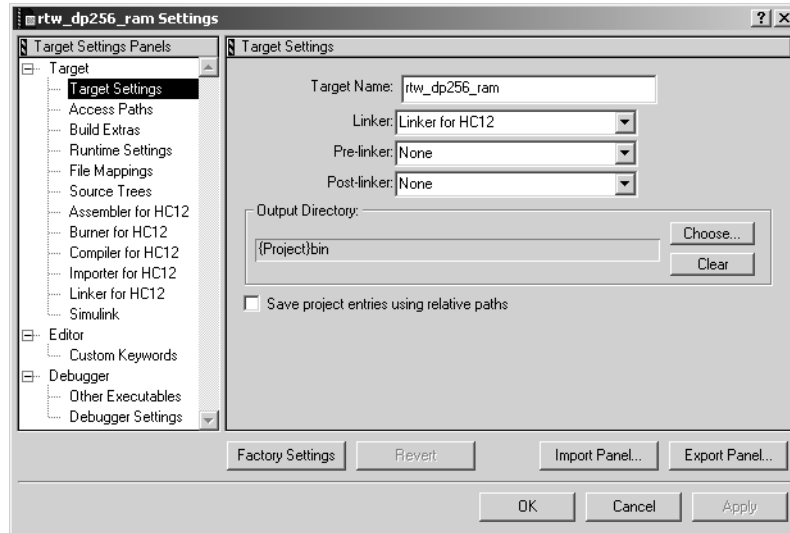 rtw_dp256_ram Settings
Target Settings Panels
Target
Target Settings
Access Paths
Build Extras
Runtime Settings
File Mappings
Source Trees
Assembler for HC12
Burner for HC12
Compiler for HC12
Importer for HC12
Linker for HC12
Simulink
Editor
Custom Keywords
Debugger
Other Executables
Debugger Settings
Target Settings
Target Name: rtw_dp256_ram
Linker: Linker for HC12
Pre-linker: None
Post-linker: None
Output Directory:
{Project}bin
Choose...
Clear
Save project entries using relative paths
Factory Settings Revert Import Panel... Export Panel...
OK Cancel Apply